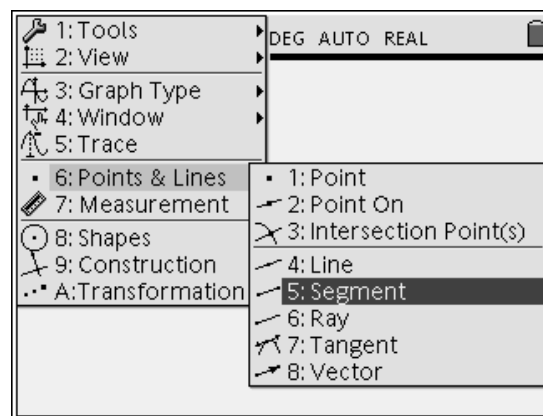 1: Tools
DEG AUTO REAL
2: View
3: Graph Type
4: Window
5: Trace
6: Points & Lines
7: Measurement
8: Shapes
9: Construction
A: Transformation
1: Point
2: Point On
3: Intersection Point(s)
4: Line
5: Segment
6: Ray
7: Tangent
8: Vector